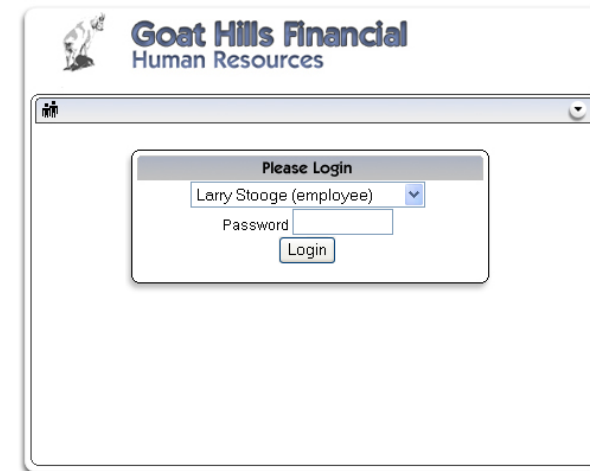 Goat Hills Financial
Human Resources
Please Login
Larry Stooge (employee)
Password
Login